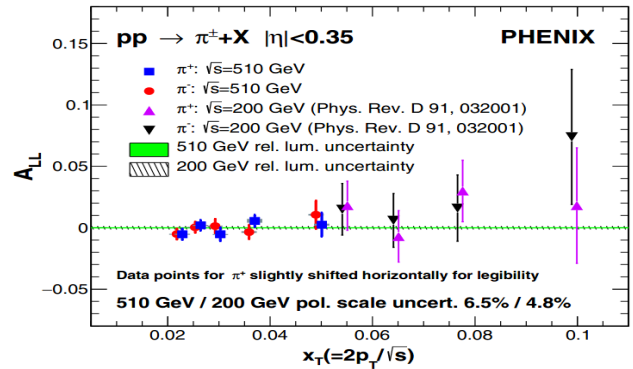 pp → π±+X |η|<0.35 PHENIX
π⁺: √s=510 GeV
π⁻: √s=510 GeV
π⁺: √s=200 GeV (Phys. Rev. D 91, 032001)
π⁻: √s=200 GeV (Phys. Rev. D 91, 032001)
510 GeV rel. lum. uncertainty
200 GeV rel. lum. uncertainty
A_LL
0.15
0.1
0.05
0
−0.05
Data points for π⁺ slightly shifted horizontally for legibility
510 GeV / 200 GeV pol. scale uncert. 6.5% / 4.8%
0.02 0.04 0.06 0.08 0.1
x_T(=2p_T/√s)